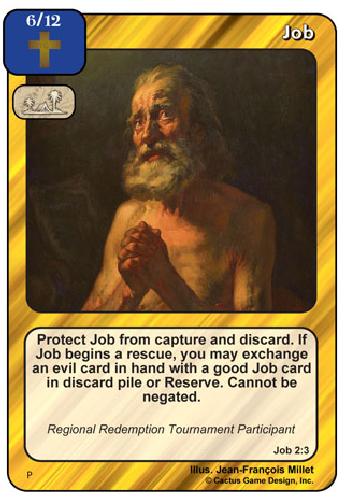 6/12
Job
Protect Job from capture and discard. If
Job begins a rescue, you may exchange
an evil card in hand with a good Job card
in discard pile or Reserve. Cannot be
negated.
Regional Redemption Tournament Participant
Job 2:3
P
Illus. Jean-François Millet
© Cactus Game Design, Inc.